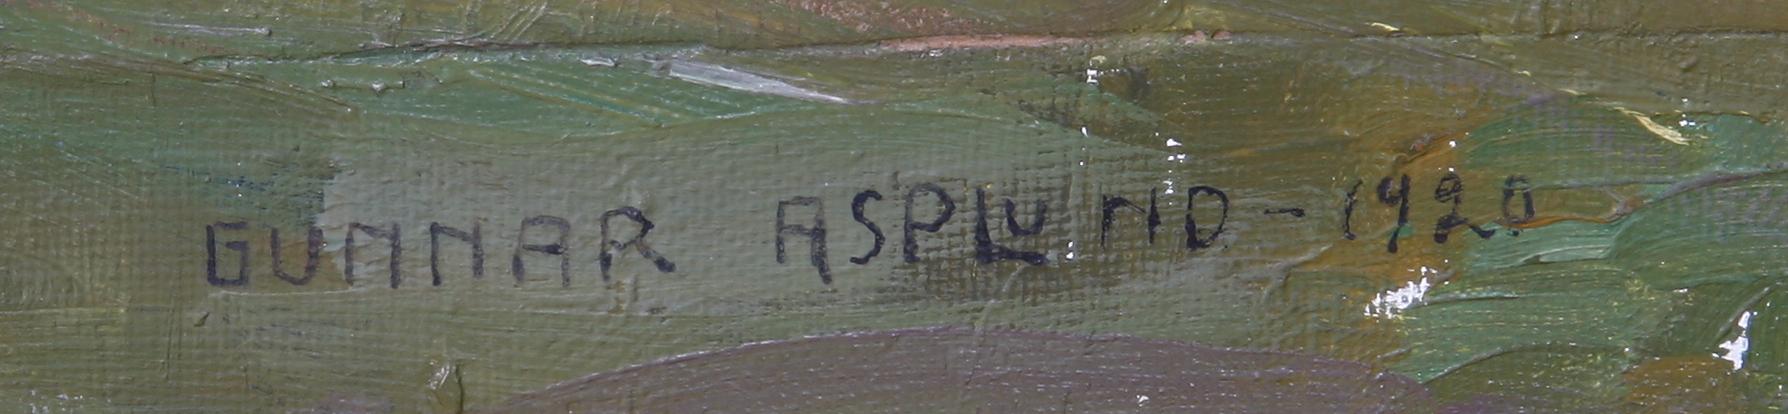 GUNNAR ASPLUND - 1920